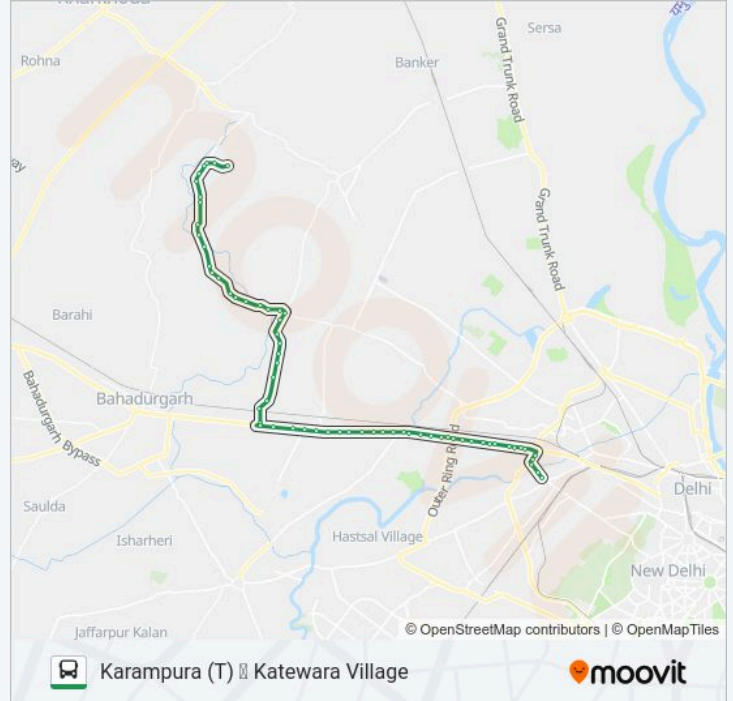 Rohna
Sersa
Banker
Grand Trunk Road
Grand Trunk Road
Barahi
Bahadurgarh
Bahadurgarh Bypass
Outer Ring Road
Delhi
Saulda
Isharheri
Hastsal Village
New Delhi
Jaffarpur Kalan
© OpenStreetMap contributors | © OpenMapTiles
Karampura (T) Katewara Village
moovit